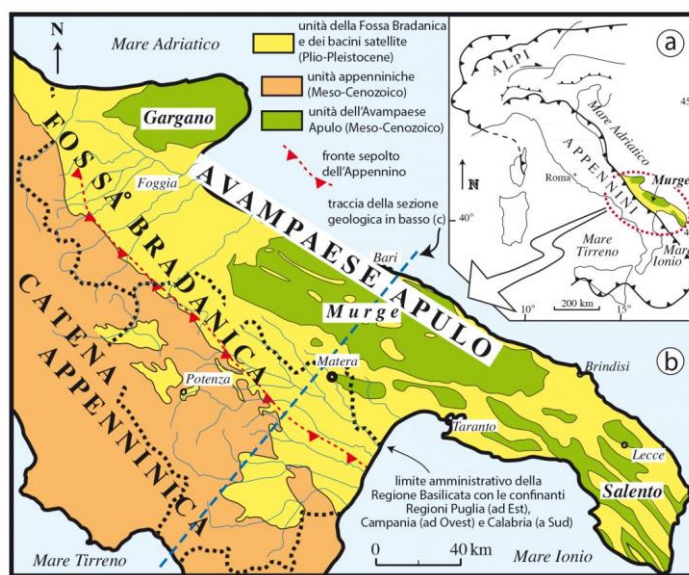 Mare Adriatico
N
unità della Fossa Bradanica
e dei bacini satellite
(Plio-Pleistocene)
unità appenniniche
(Meso-Cenozoico)
unità dell'Avampaese
Apulo (Meso-Cenozoico)
fronte sepolto
dell'Appennino
traccia della sezione
geologica in basso (c)
Gargano
Foggia
FOSSA BRADANICA
AVAMPAESE APULO
Bari
Murge
Matera
CATENA
APPENNINICA
Potenza
Brindisi
Taranto
Lecce
Salento
limite amministrativo della
Regione Basilicata con le confinanti
Regioni Puglia (ad Est),
Campania (ad Ovest) e Calabria (a Sud)
0 40 km
Mare Tirreno
Mare Ionio
b
a
ALPI
Mare Adriatico
APPENNINI
Roma
Murge
N
40°
Mare
Tirreno
Mar
Ionio
10°
200 km
15°